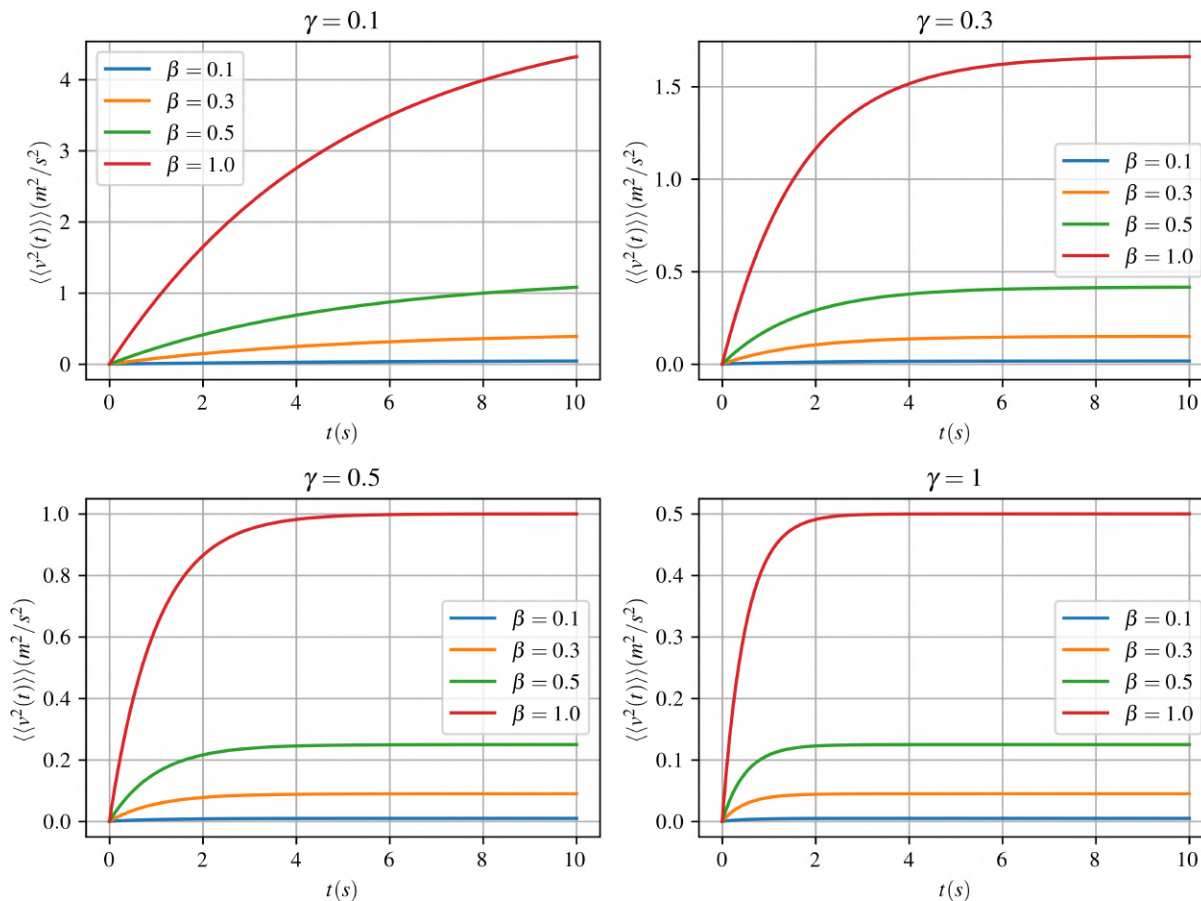 γ = 0.1
⟨⟨v²(t)⟩⟩(m²/s²)
4
3
2
1
0
β = 0.1
β = 0.3
β = 0.5
β = 1.0
0 2 4 6 8 10
t(s)
γ = 0.3
⟨⟨v²(t)⟩⟩(m²/s²)
1.5
1.0
0.5
0.0
β = 0.1
β = 0.3
β = 0.5
β = 1.0
0 2 4 6 8 10
t(s)
γ = 0.5
⟨⟨v²(t)⟩⟩(m²/s²)
1.0
0.8
0.6
0.4
0.2
0.0
β = 0.1
β = 0.3
β = 0.5
β = 1.0
0 2 4 6 8 10
t(s)
γ = 1
⟨⟨v²(t)⟩⟩(m²/s²)
0.5
0.4
0.3
0.2
0.1
0.0
β = 0.1
β = 0.3
β = 0.5
β = 1.0
0 2 4 6 8 10
t(s)